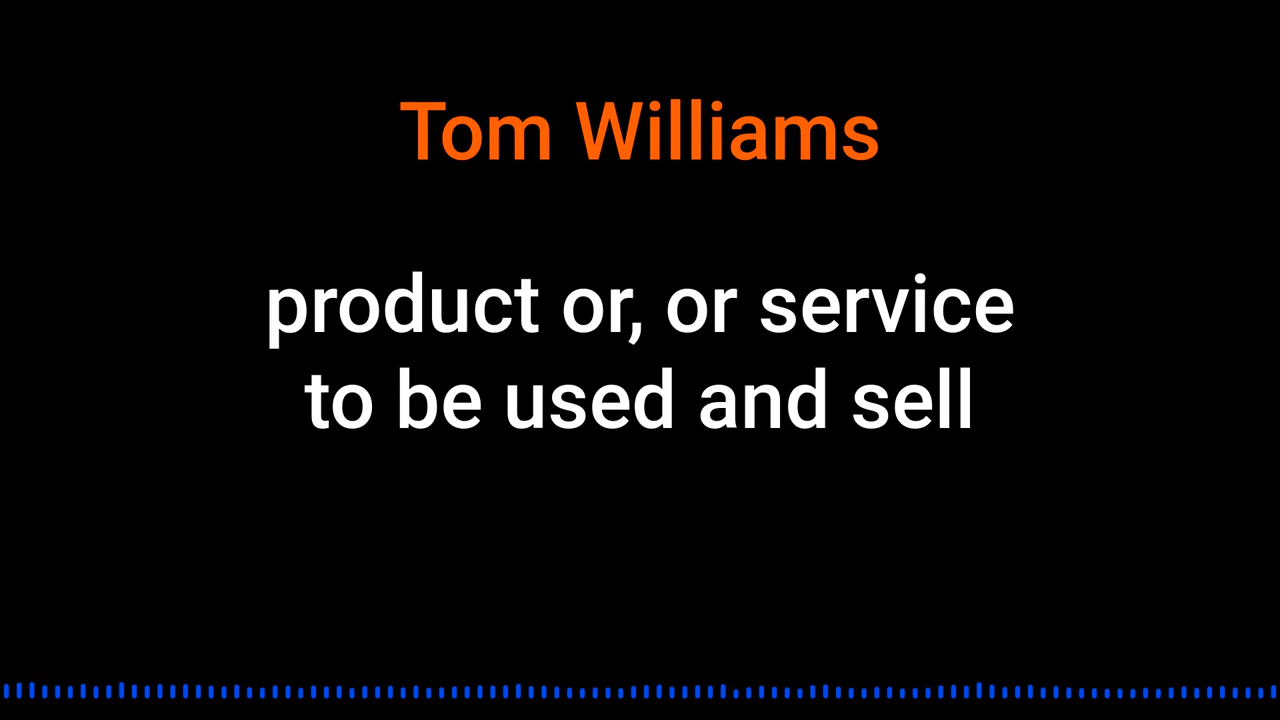 Tom Williams
product or, or service
to be used and sell